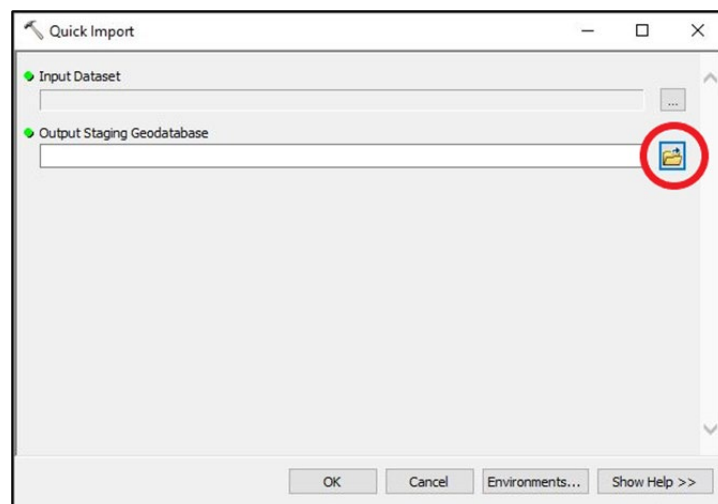 Quick Import
Input Dataset
...
Output Staging Geodatabase
OK Cancel Environments... Show Help >>